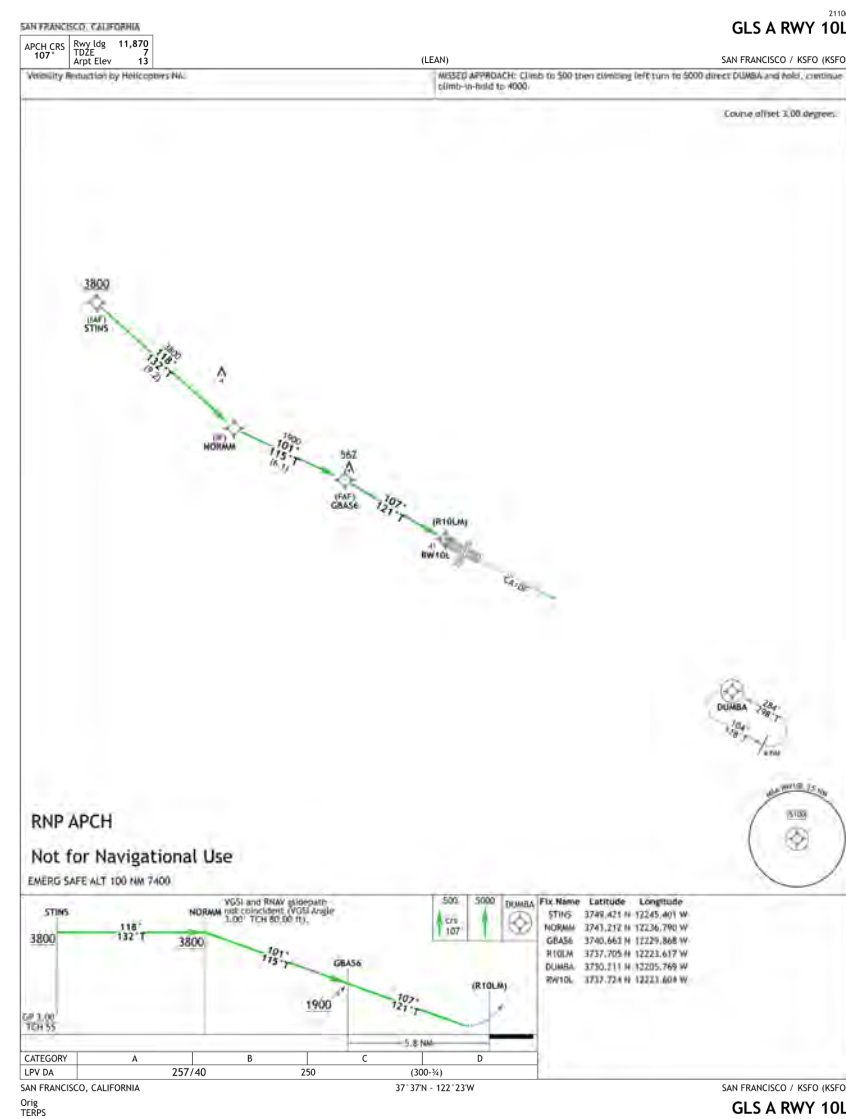 SAN FRANCISCO, CALIFORNIA
2110
GLS A RWY 10L
APCH CRS
107°
Rwy ldg 11,870
TDZE 7
Arpt Elev 13
(LEAN)
SAN FRANCISCO / KSFO (KSFO
Visibility Reduction by Helicopters NA.
MISSED APPROACH: Climb to 500 then climbing left turn to 5000 direct DUMBA and hold, continue
climb-in-hold to 4000.
Course offset 3.00 degrees.
3800
(IAF)
STINS
3800
118°
132°T
(9.2)
(IF)
NORMM
1900
101°
115°T
(6.1)
562
(FAF)
GBAS6
107°
121°T
(R10LM)
41
RW10L
DUMBA
284°
298°T
104°
MSA RW10L 25 NM
5100
RNP APCH
Not for Navigational Use
EMERG SAFE ALT 100 NM 7400
STINS
NORMM
VGSI and RNAV glidepath
not coincident (VGSI Angle
3.00° TCH 80.00 ft).
3800
118°
132°T
3800
101°
115°T
GBAS6
1900
107°
121°T
(R10LM)
GP 3.00
TCH 55
5.8 NM
500
crs
107°
5000
DUMBA
Fix Name Latitude Longitude
STINS 3749.421 N 12245.401 W
NORMM 3743.212 N 12236.790 W
GBAS6 3740.663 N 12229.868 W
R10LM 3737.705 N 12223.617 W
DUMBA 3730.211 N 12205.769 W
RW10L 3737.724 N 12223.604 W
CATEGORY A B C D
LPV DA 257/40 250 (300-¾)
SAN FRANCISCO, CALIFORNIA
37°37'N - 122°23'W
SAN FRANCISCO / KSFO (KSFO
Orig
TERPS
GLS A RWY 10L